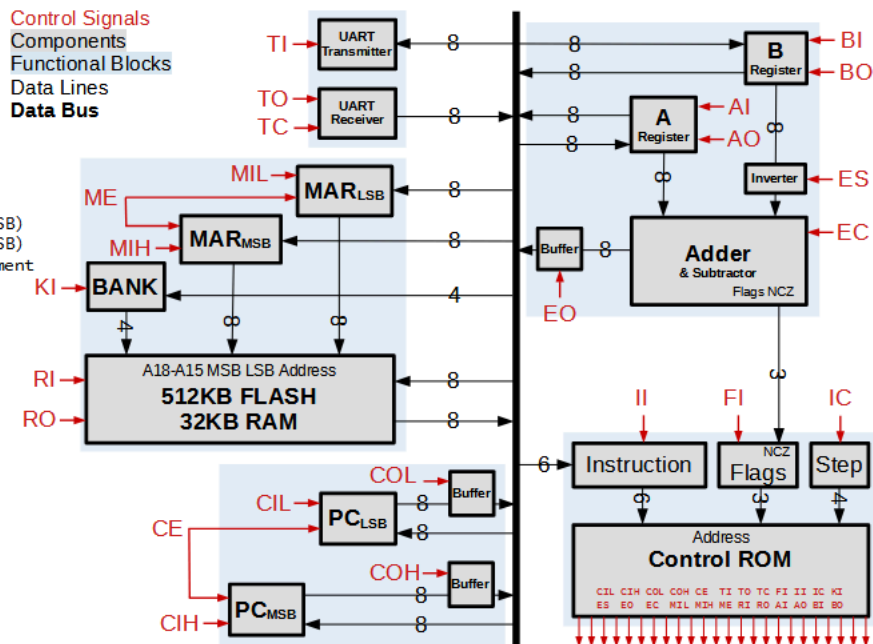 Control Signals
Components
Functional Blocks
Data Lines
Data Bus
TI
UART
Transmitter
8
8
B
Register
BI
BO
8
TO
TC
UART
Receiver
8
8
A
Register
AI
AO
8
8
Inverter
ES
MIL
MAR LSB
8
ME
SB)
MAR MSB
SB)
MIH
8
ment
KI
BANK
4
4
8
8
Buffer
8
EO
Adder
& Subtractor
Flags NCZ
EC
3
A18-A15 MSB LSB Address
512KB FLASH
32KB RAM
RI
RO
8
8
II
FI
IC
6
Instruction
NCZ
Flags
Step
6
3
4
COL
Buffer
CIL
PC LSB
8
8
CE
COH
Buffer
PC MSB
8
CIH
8
Address
Control ROM
CIL CIH COL COH CE TI TO TC FI II IC KI
ES EO EC MIL MIH ME RI RO AI AO BI BO